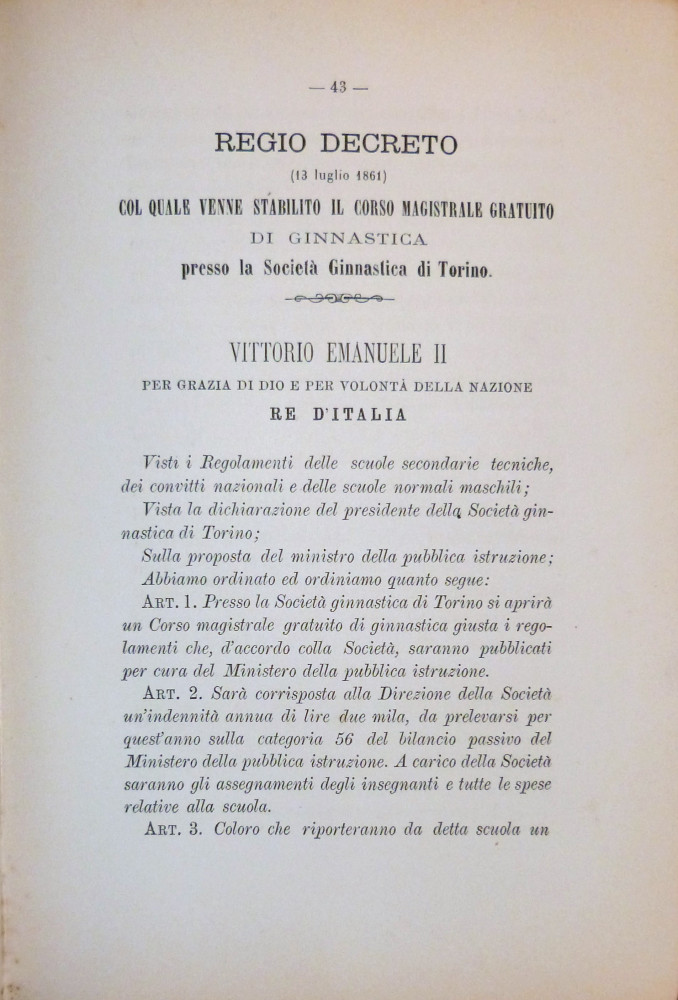 — 43 —
REGIO DECRETO
(13 luglio 1861)
COL QUALE VENNE STABILITO IL CORSO MAGISTRALE GRATUITO
DI GINNASTICA
presso la Società Ginnastica di Torino.
VITTORIO EMANUELE II
PER GRAZIA DI DIO E PER VOLONTÀ DELLA NAZIONE
RE D'ITALIA
Visti i Regolamenti delle scuole secondarie tecniche,
dei convitti nazionali e delle scuole normali maschili;
Vista la dichiarazione del presidente della Società gin-
nastica di Torino;
Sulla proposta del ministro della pubblica istruzione;
Abbiamo ordinato ed ordiniamo quanto segue:
ART. 1. Presso la Società ginnastica di Torino si aprirà
un Corso magistrale gratuito di ginnastica giusta i rego-
lamenti che, d'accordo colla Società, saranno pubblicati
per cura del Ministero della pubblica istruzione.
ART. 2. Sarà corrisposta alla Direzione della Società
un'indennità annua di lire due mila, da prelevarsi per
quest'anno sulla categoria 56 del bilancio passivo del
Ministero della pubblica istruzione. A carico della Società
saranno gli assegnamenti degli insegnanti e tutte le spese
relative alla scuola.
ART. 3. Coloro che riporteranno da detta scuola un